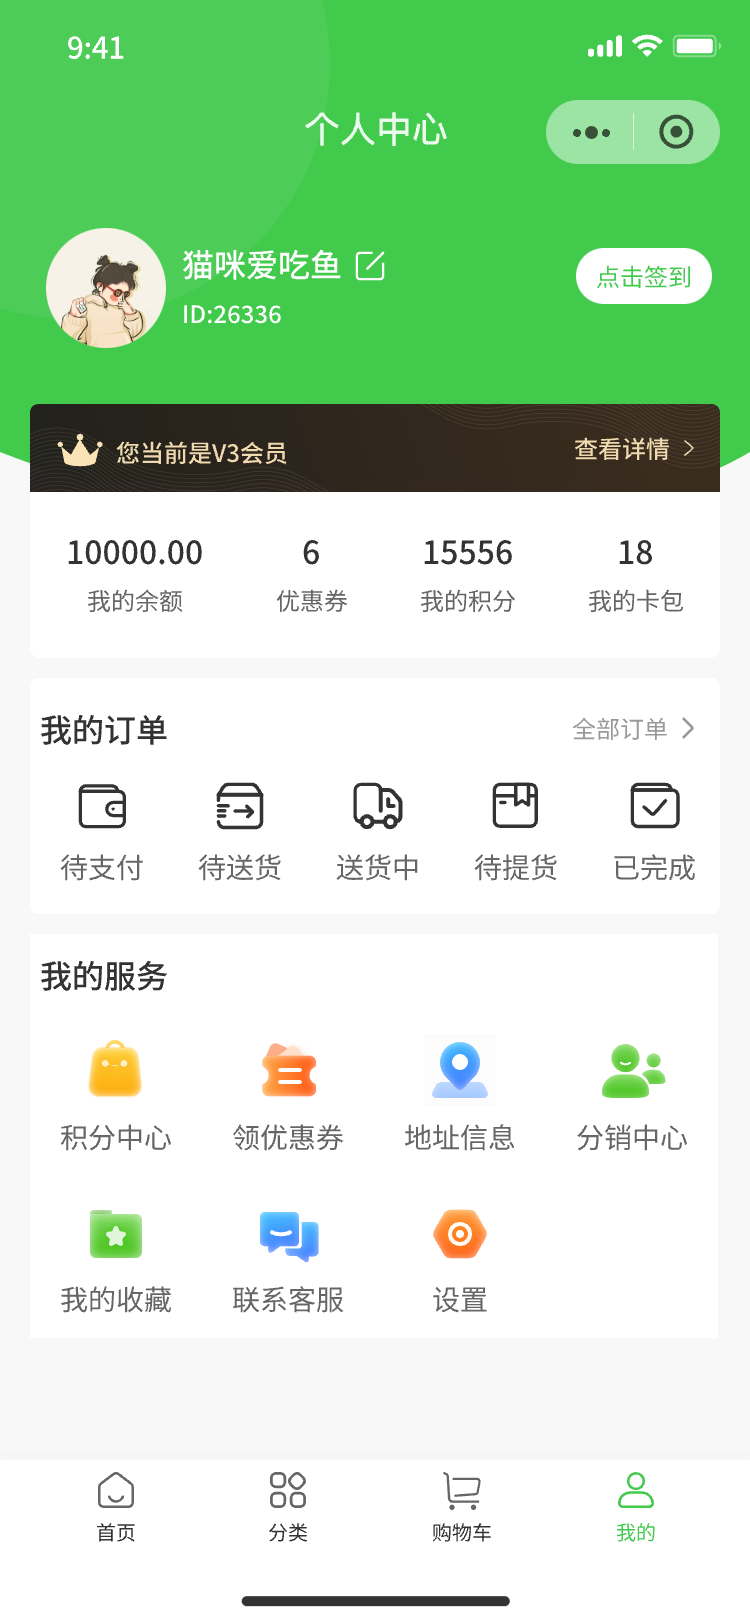 9:41
个人中心
猫咪爱吃鱼
点击签到
ID:26336
您当前是V3会员
查看详情
10000.00 6 15556 18
我的余额 优惠券 我的积分 我的卡包
我的订单
全部订单
待支付 待送货 送货中 待提货 已完成
我的服务
积分中心 领优惠券 地址信息 分销中心
我的收藏 联系客服 设置
首页 分类 购物车 我的